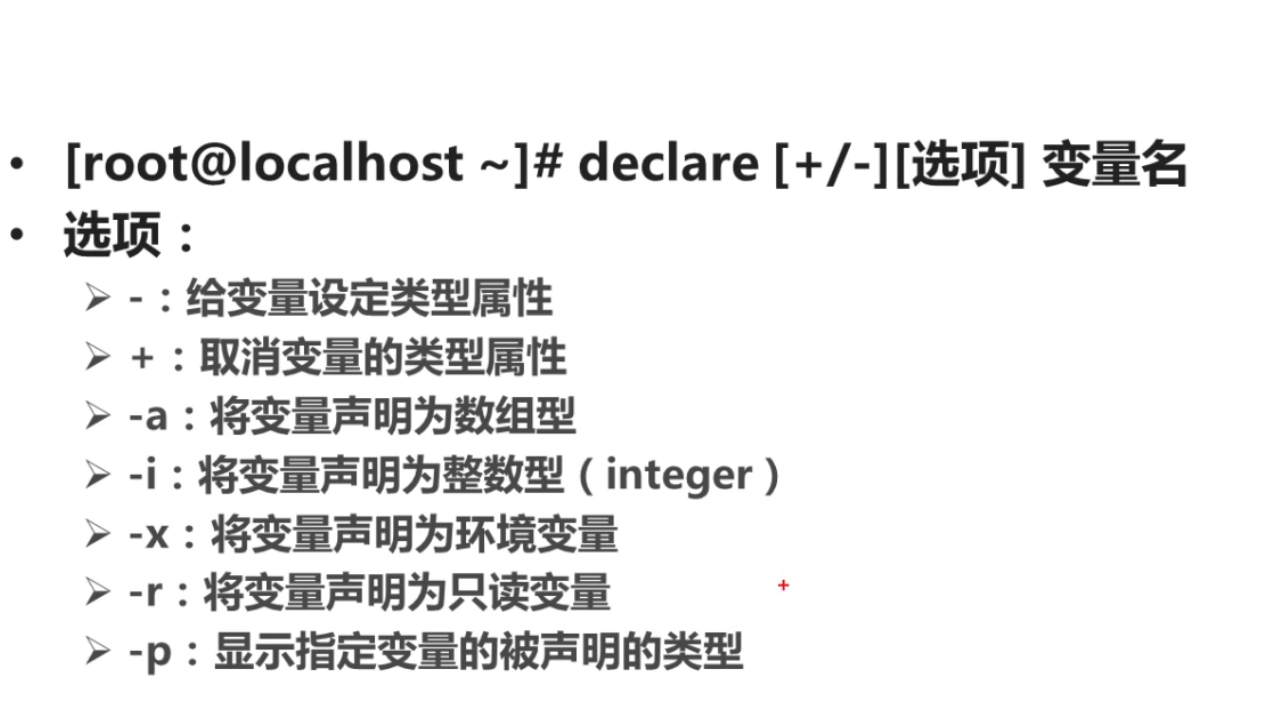 • [root@localhost ~]# declare [+/-][选项] 变量名
• 选项：
➢ -：给变量设定类型属性
➢ +：取消变量的类型属性
➢ -a：将变量声明为数组型
➢ -i：将变量声明为整数型（integer）
➢ -x：将变量声明为环境变量
➢ -r：将变量声明为只读变量
➢ -p：显示指定变量的被声明的类型